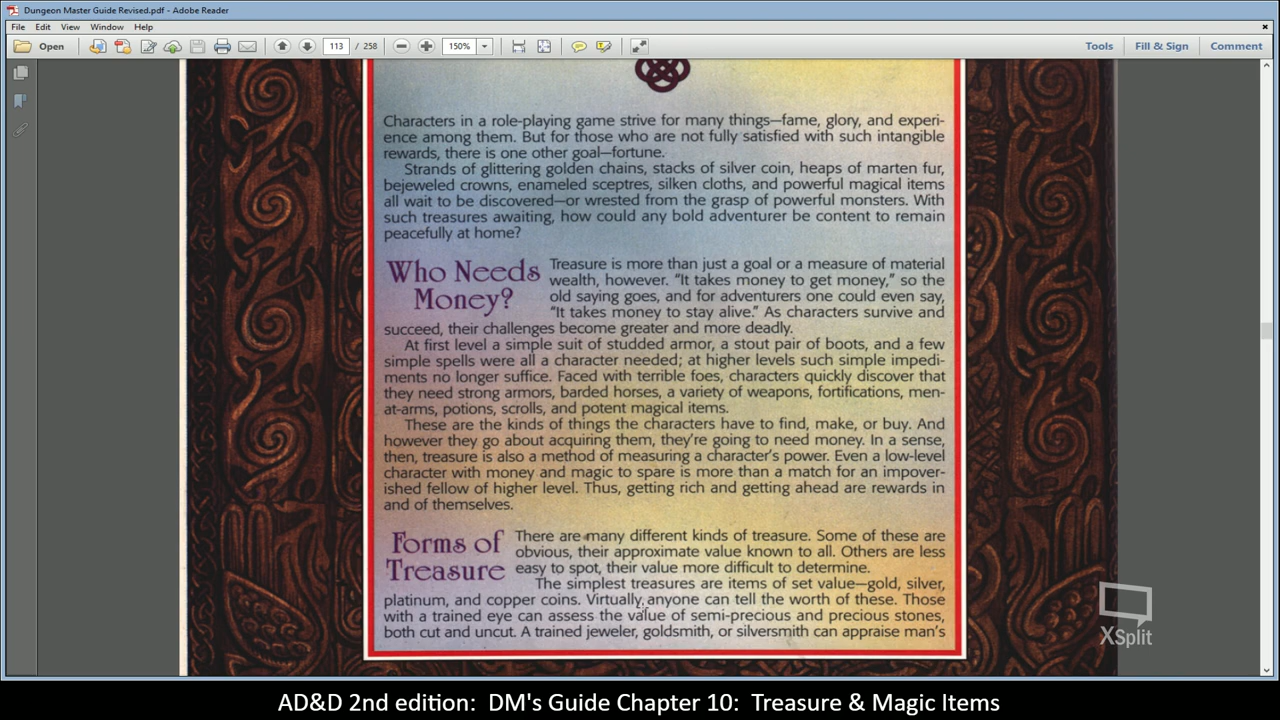 Dungeon Master Guide Revised.pdf - Adobe Reader
File Edit View Window Help
Open 113 / 258 150% Tools Fill & Sign Comment
Characters in a role-playing game strive for many things—fame, glory, and experi-
ence among them. But for those who are not fully satisfied with such intangible
rewards, there is one other goal—fortune.
Strands of glittering golden chains, stacks of silver coin, heaps of marten fur,
bejeweled crowns, enameled sceptres, silken cloths, and powerful magical items
all wait to be discovered—or wrested from the grasp of powerful monsters. With
such treasures awaiting, how could any bold adventurer be content to remain
peacefully at home?
Who Needs
Money?
Treasure is more than just a goal or a measure of material
wealth, however. “It takes money to get money,” so the
old saying goes, and for adventurers one could even say,
“It takes money to stay alive.” As characters survive and
succeed, their challenges become greater and more deadly.
At first level a simple suit of studded armor, a stout pair of boots, and a few
simple spells were all a character needed; at higher levels such simple impedi-
ments no longer suffice. Faced with terrible foes, characters quickly discover that
they need strong armors, barded horses, a variety of weapons, fortifications, men-
at-arms, potions, scrolls, and potent magical items.
These are the kinds of things the characters have to find, make, or buy. And
however they go about acquiring them, they’re going to need money. In a sense,
then, treasure is also a method of measuring a character’s power. Even a low-level
character with money and magic to spare is more than a match for an impover-
ished fellow of higher level. Thus, getting rich and getting ahead are rewards in
and of themselves.
Forms of
Treasure
There are many different kinds of treasure. Some of these are
obvious, their approximate value known to all. Others are less
easy to spot, their value more difficult to determine.
The simplest treasures are items of set value—gold, silver,
platinum, and copper coins. Virtually anyone can tell the worth of these. Those
with a trained eye can assess the value of semi-precious and precious stones,
both cut and uncut. A trained jeweler, goldsmith, or silversmith can appraise man’s
XSplit
AD&D 2nd edition: DM's Guide Chapter 10: Treasure & Magic Items